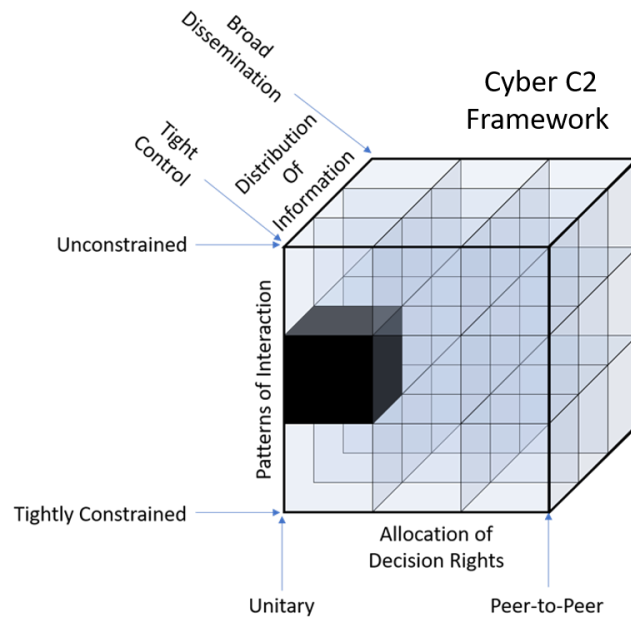 Cyber C2
Framework
Broad
Dissemination
Tight
Control
Distribution
Of
Information
Unconstrained
Patterns of Interaction
Tightly Constrained
Allocation of
Decision Rights
Unitary
Peer-to-Peer